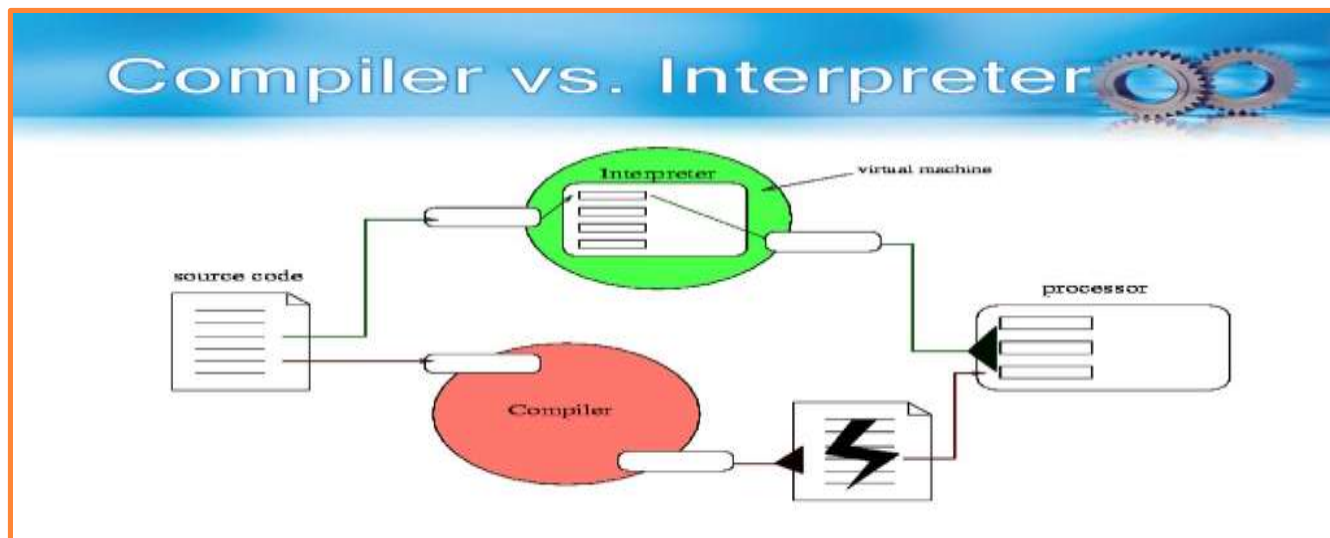 Compiler vs. Interpreter
Interpreter
virtual machine
source code
processor
Compiler